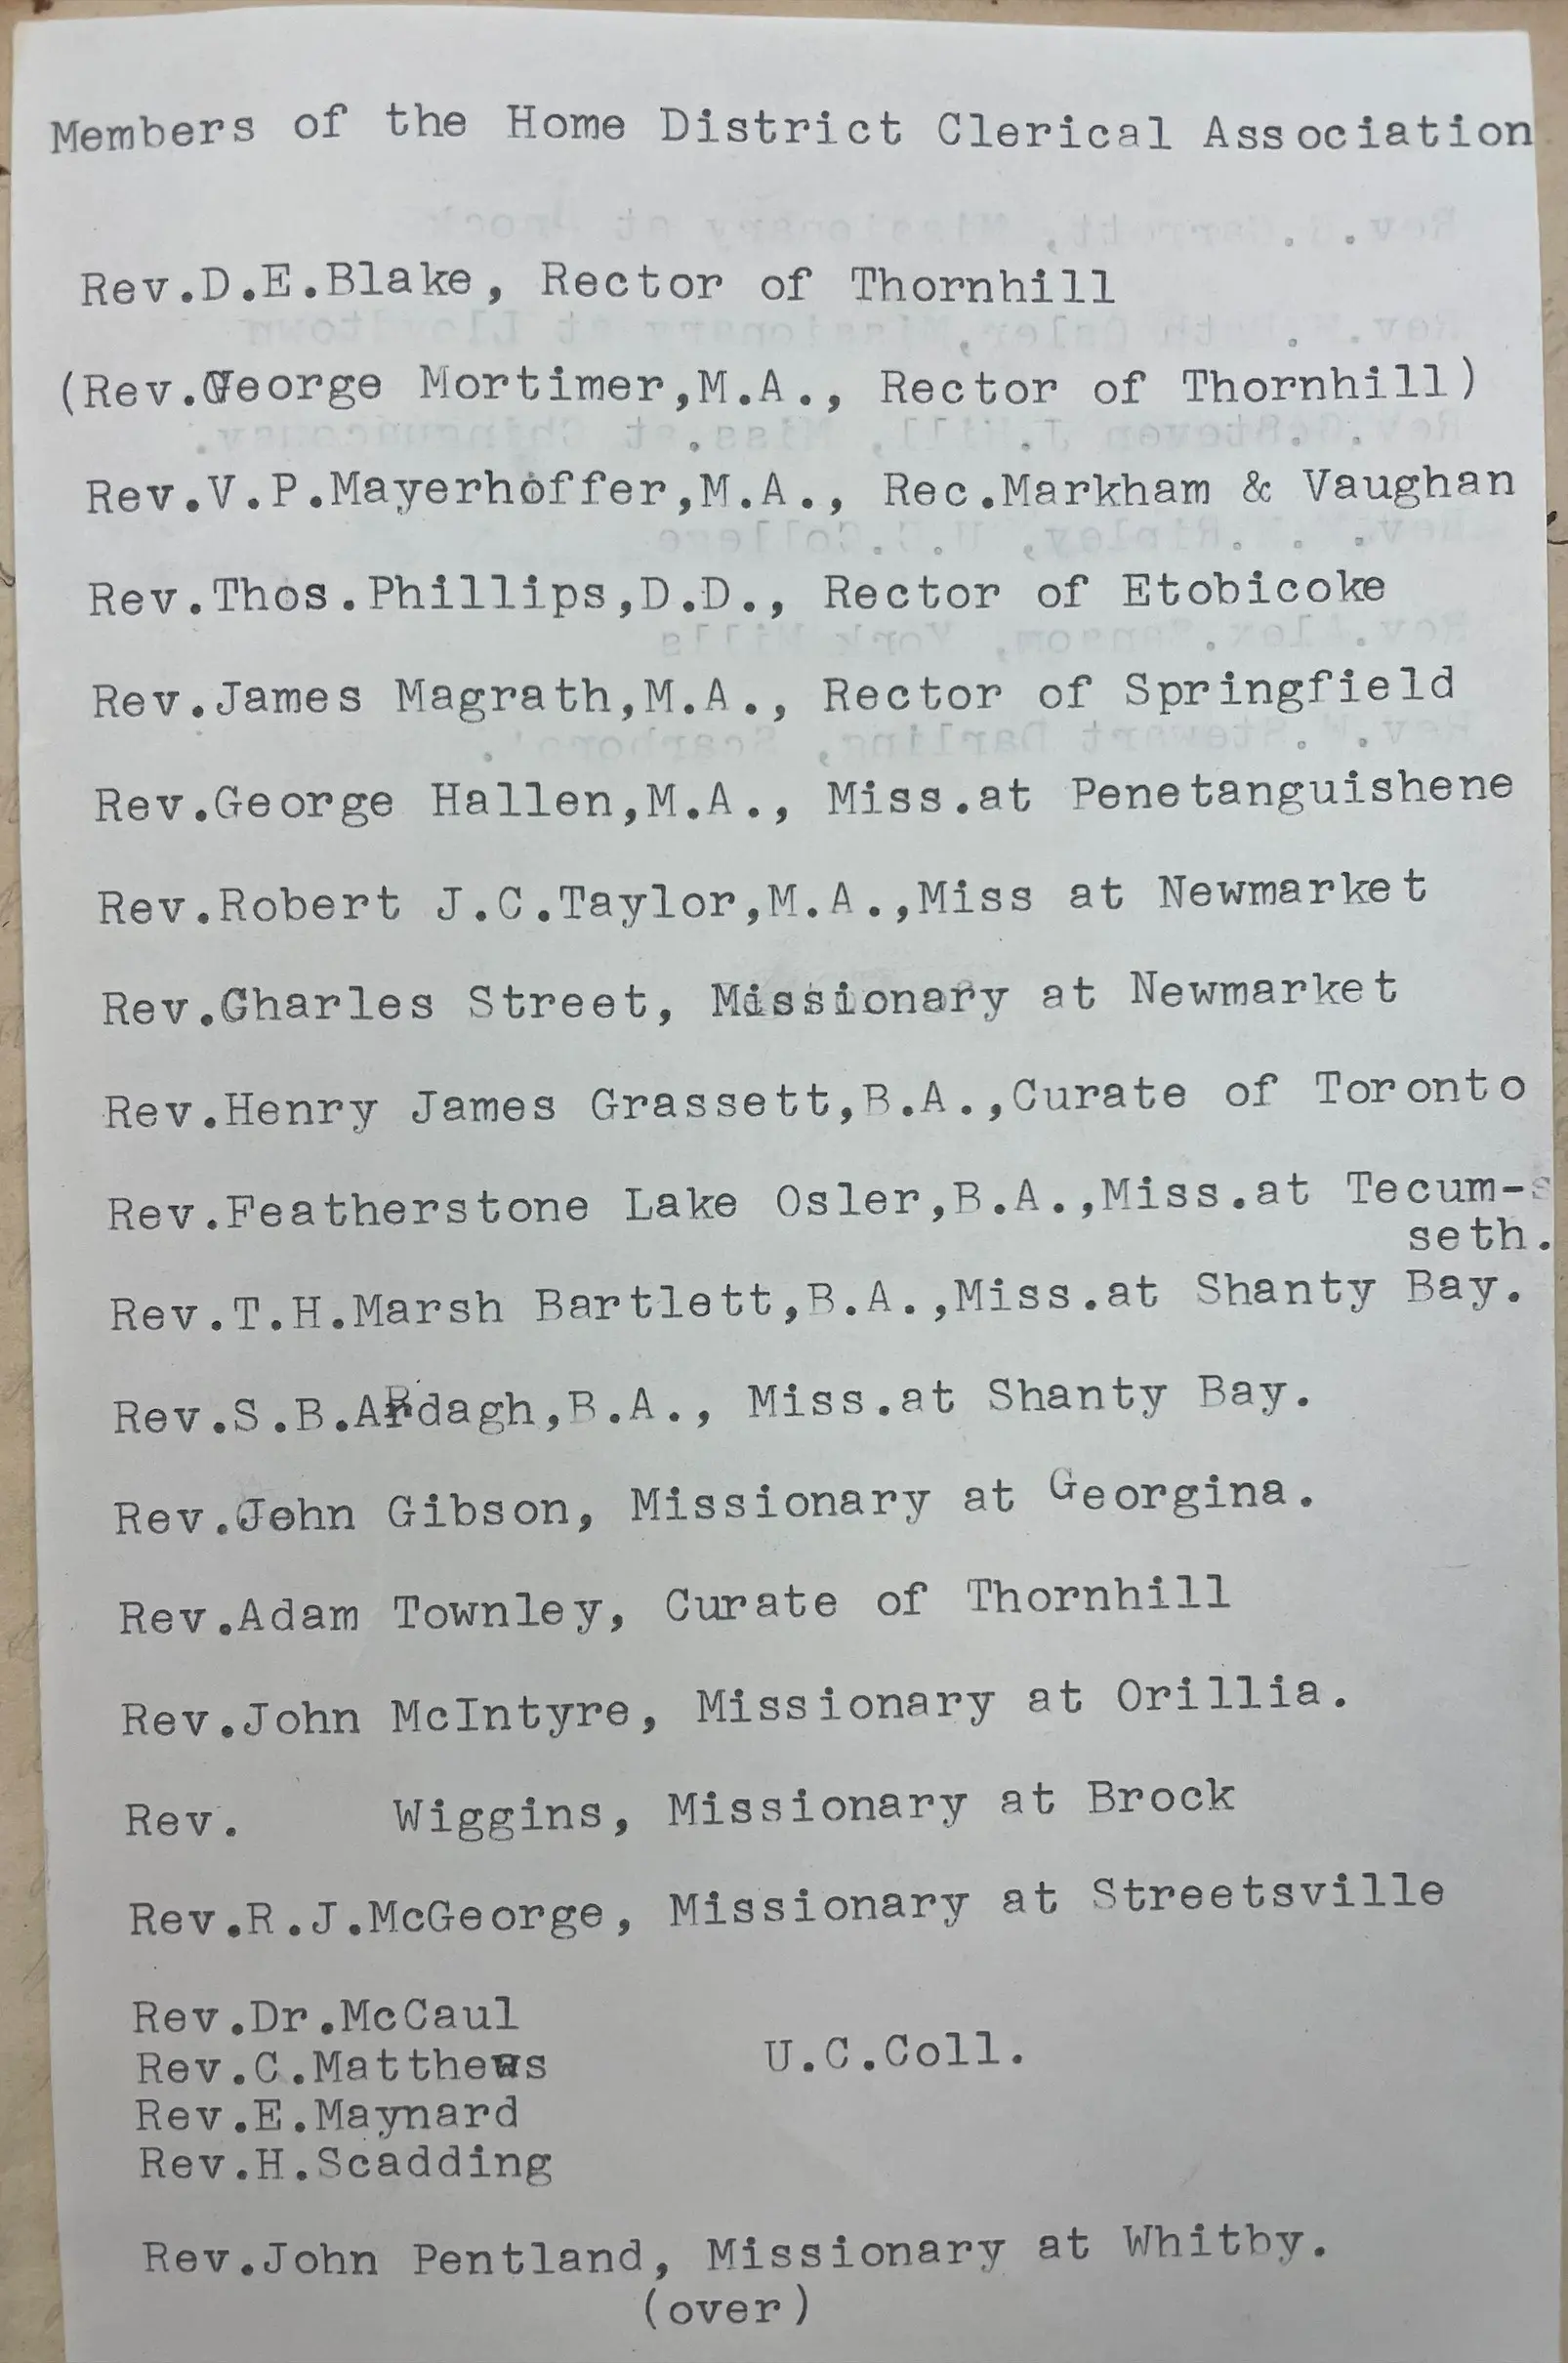 Members of the Home District Clerical Association
Rev.D.E.Blake, Rector of Thornhill
(Rev.George Mortimer,M.A., Rector of Thornhill)
Rev.V.P.Mayerhoffer,M.A., Rec.Markham & Vaughan
Rev.Thos.Phillips,D.D., Rector of Etobicoke
Rev.James Magrath,M.A., Rector of Springfield
Rev.George Hallen,M.A., Miss.at Penetanguishene
Rev.Robert J.C.Taylor,M.A.,Miss at Newmarket
Rev.Charles Street, Missionary at Newmarket
Rev.Henry James Grassett,B.A.,Curate of Toronto
Rev.Featherstone Lake Osler,B.A.,Miss.at Tecum-s
seth.
Rev.T.H.Marsh Bartlett,B.A.,Miss.at Shanty Bay.
Rev.S.B.ARdagh,B.A., Miss.at Shanty Bay.
Rev.John Gibson, Missionary at Georgina.
Rev.Adam Townley, Curate of Thornhill
Rev.John McIntyre, Missionary at Orillia.
Rev. Wiggins, Missionary at Brock
Rev.R.J.McGeorge, Missionary at Streetsville
Rev.Dr.McCaul
Rev.C.Matthews
U.C.Coll.
Rev.E.Maynard
Rev.H.Scadding
Rev.John Pentland, Missionary at Whitby.
(over)